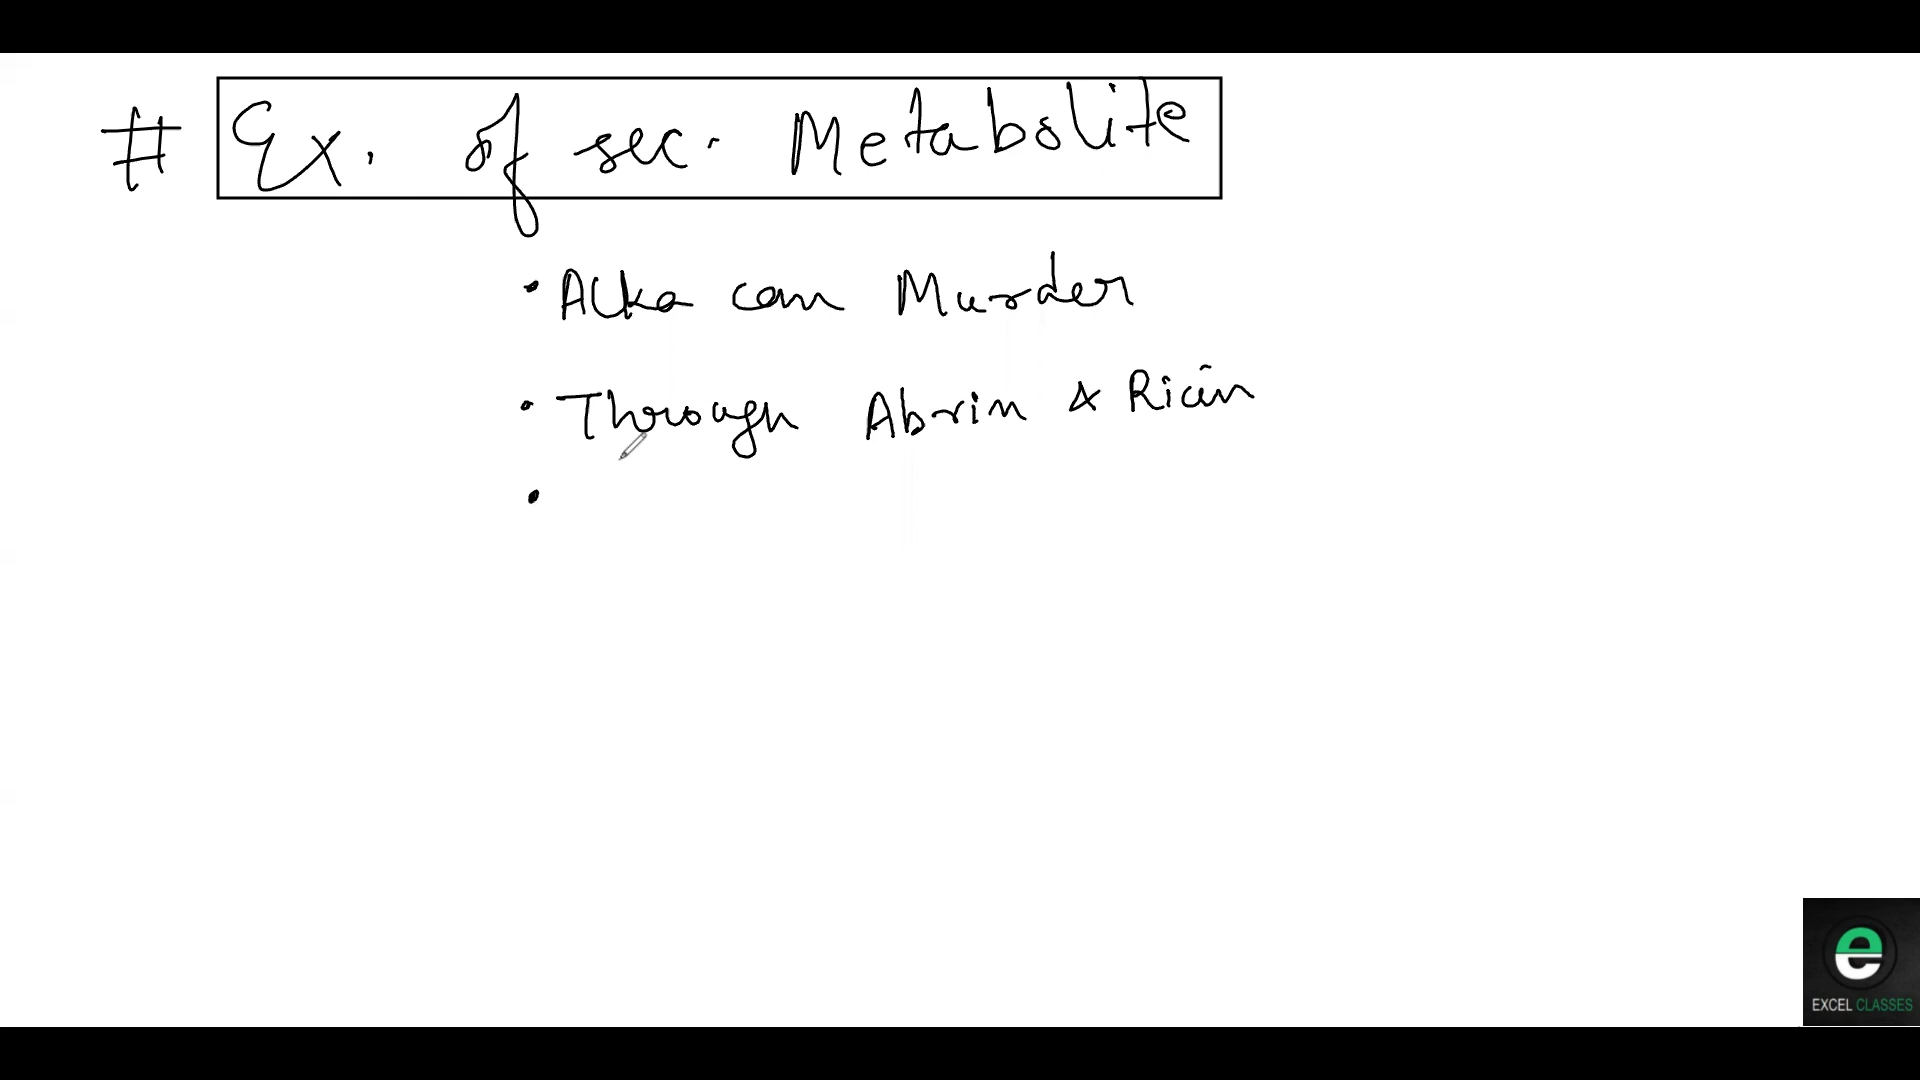 # Ex. of sec. Metabolite
• Alka can Murder
• Through Abrin & Ricin
•
e
EXCEL CLASSES